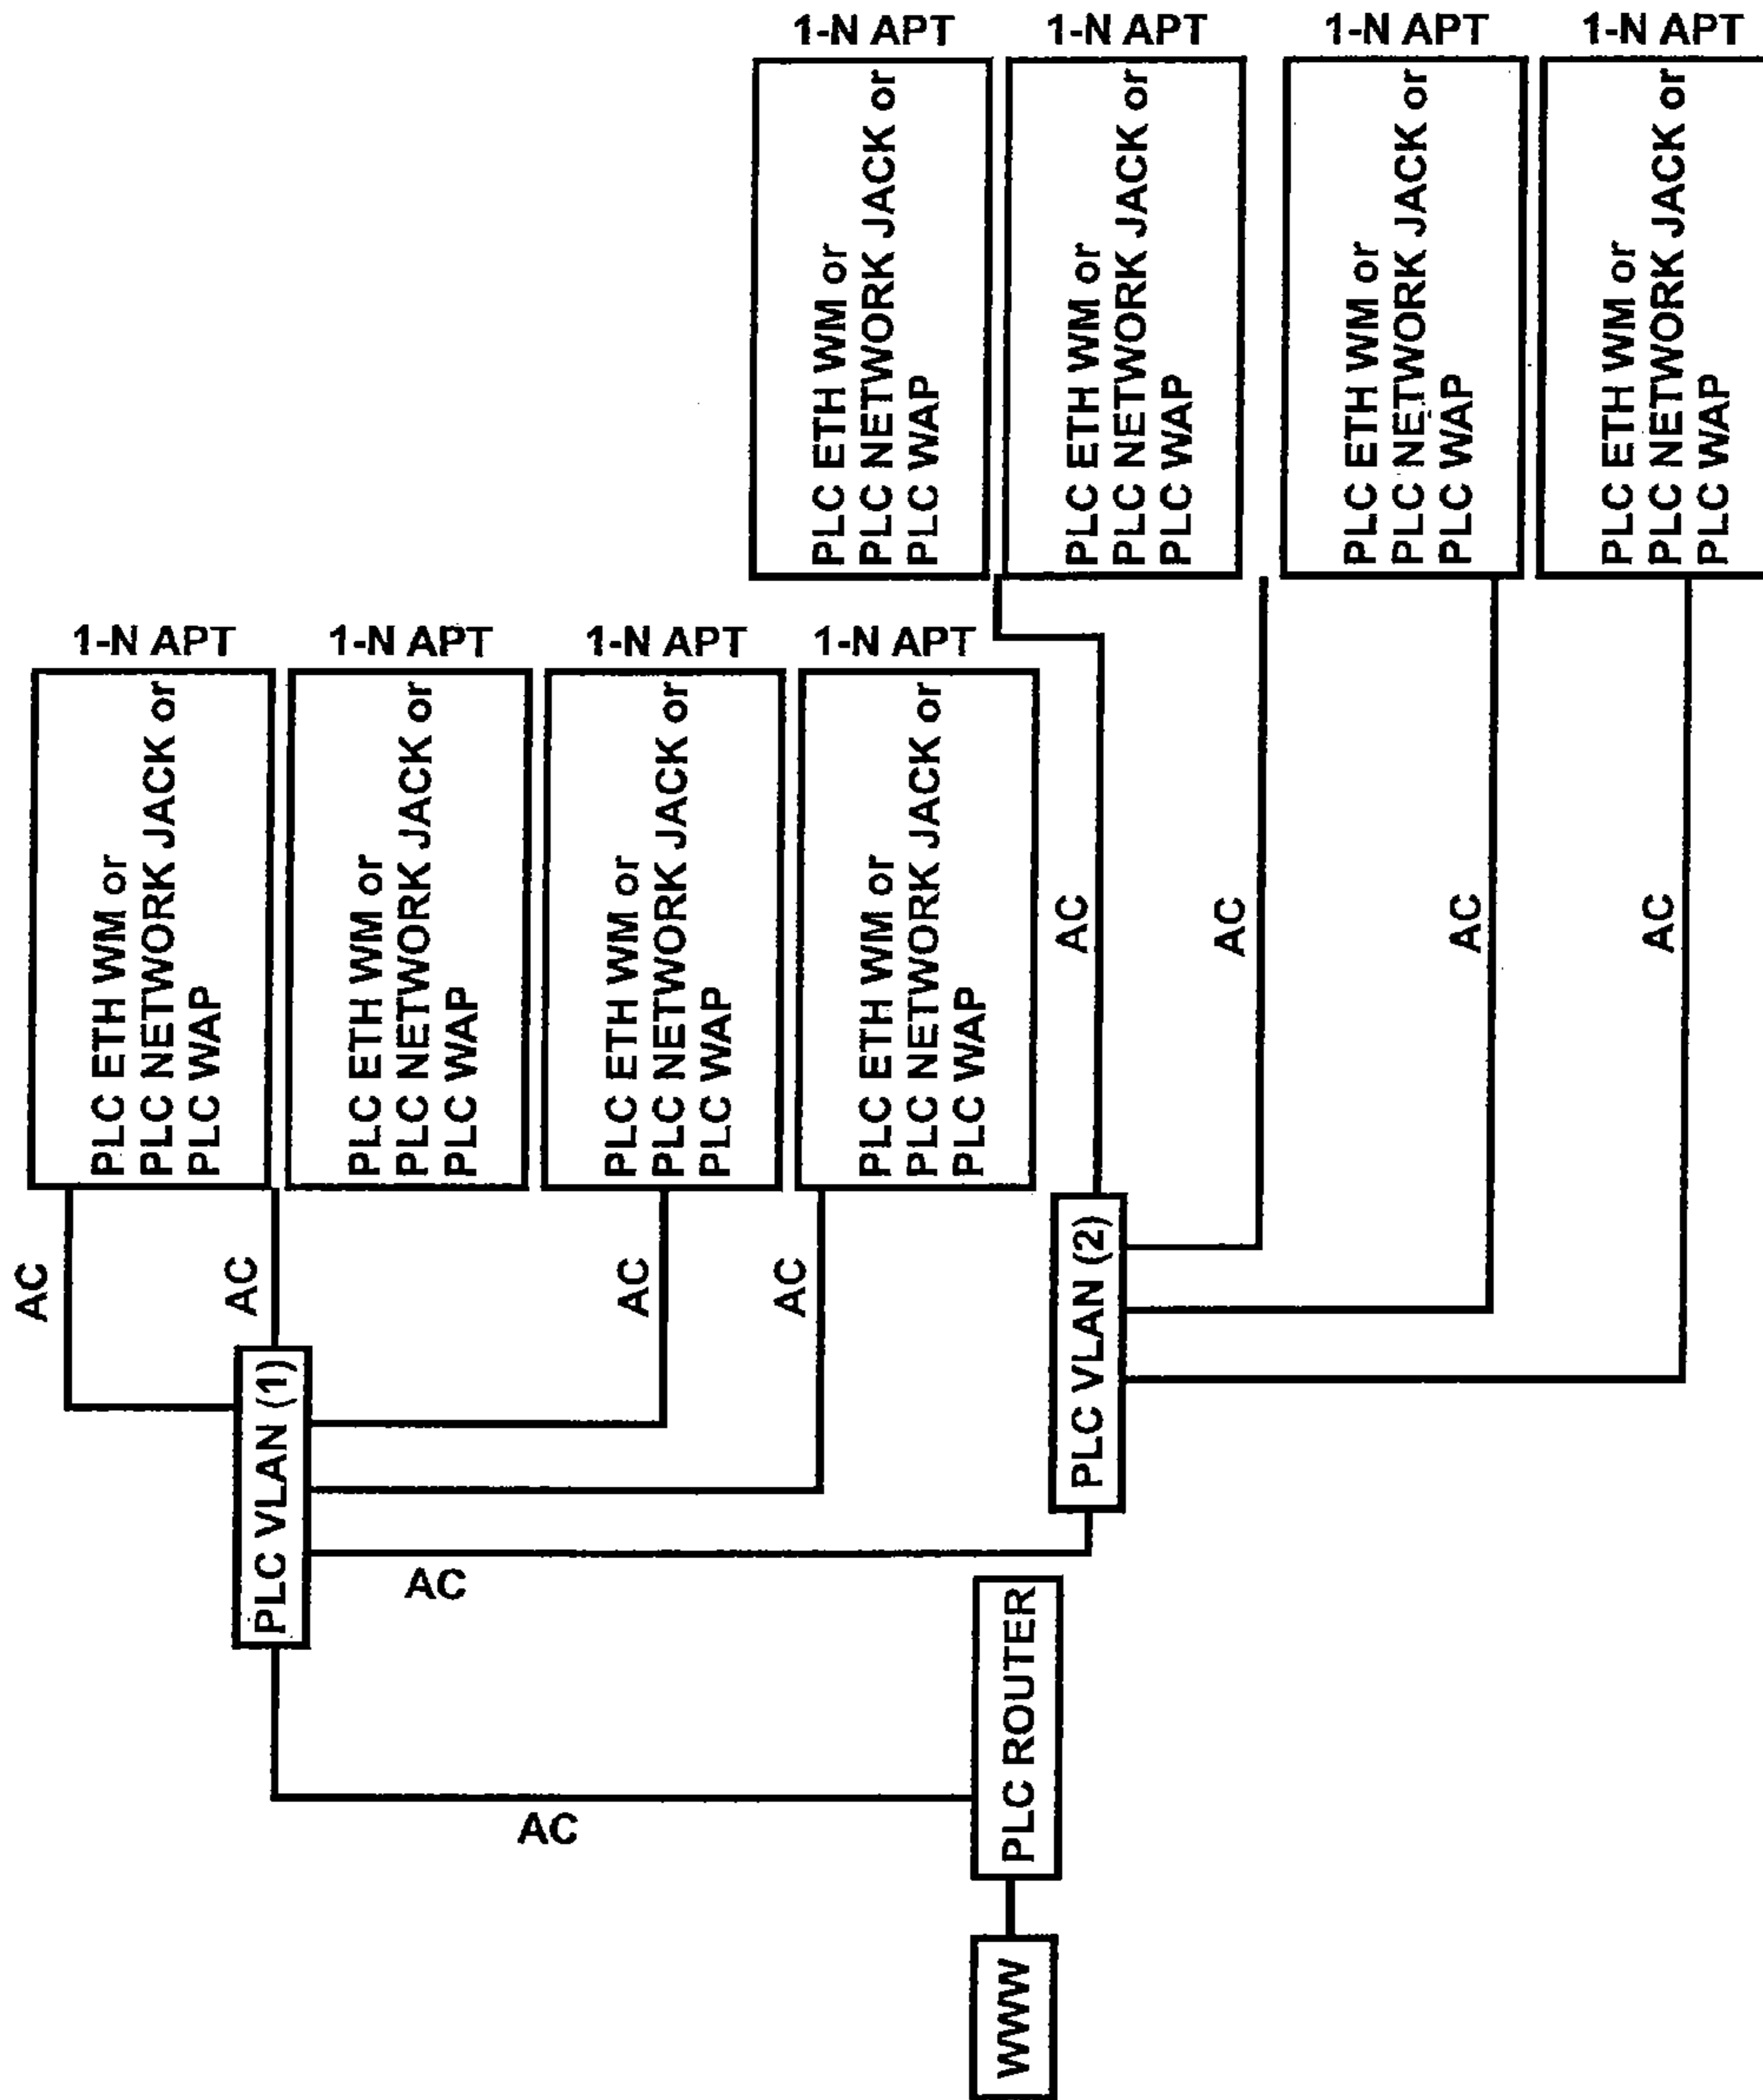 1-N APT
1-N APT
1-N APT
1-N APT
PLC ETH WM or
PLC NETWORK JACK or
PLC WAP
PLC ETH WM or
PLC NETWORK JACK or
PLC WAP
PLC ETH WM or
PLC NETWORK JACK or
PLC WAP
PLC ETH WM or
PLC NETWORK JACK or
PLC WAP
1-N APT
1-N APT
1-N APT
1-N APT
PLC ETH WM or
PLC NETWORK JACK or
PLC WAP
PLC ETH WM or
PLC NETWORK JACK or
PLC WAP
PLC ETH WM or
PLC NETWORK JACK or
PLC WAP
PLC ETH WM or
PLC NETWORK JACK or
PLC WAP
AC
AC
AC
AC
AC
AC
AC
AC
PLC VLAN (1)
PLC VLAN (2)
AC
AC
PLC ROUTER
WWW